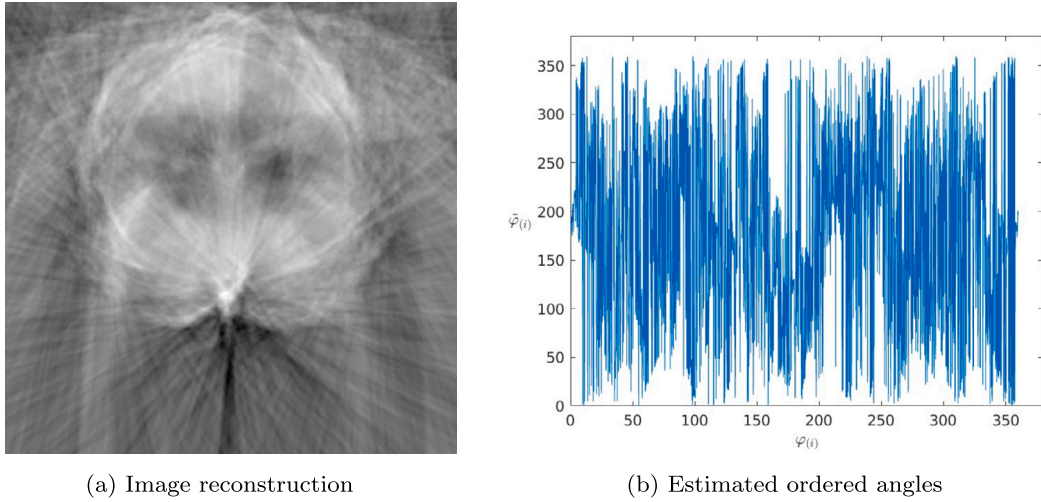 350
300
250
200
150
100
50
0
φ̃(i)
0 50 100 150 200 250 300 350
φ(i)
(a) Image reconstruction
(b) Estimated ordered angles